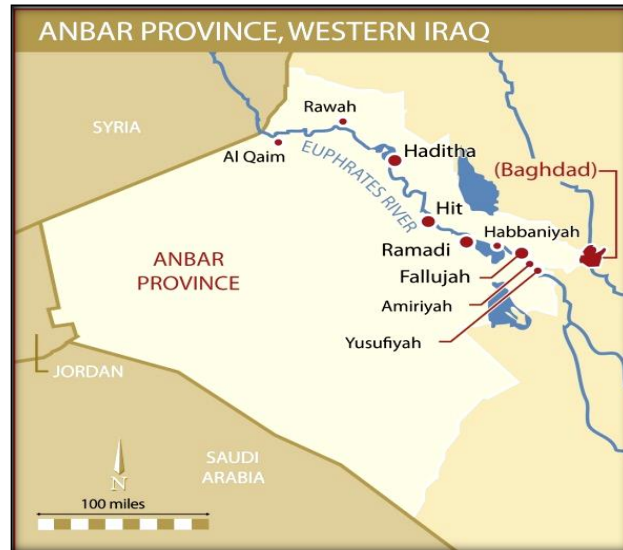 ANBAR PROVINCE, WESTERN IRAQ
Rawah
SYRIA
Al Qaim
EUPHRATES RIVER
Haditha
(Baghdad)
Hit
Habbaniyah
ANBAR
PROVINCE
Ramadi
Fallujah
Amiriyah
Yusufiyah
JORDAN
SAUDI
ARABIA
N
100 miles